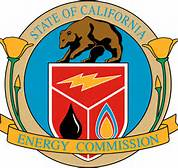 STATE OF CALIFORNIA
ENERGY COMMISSION